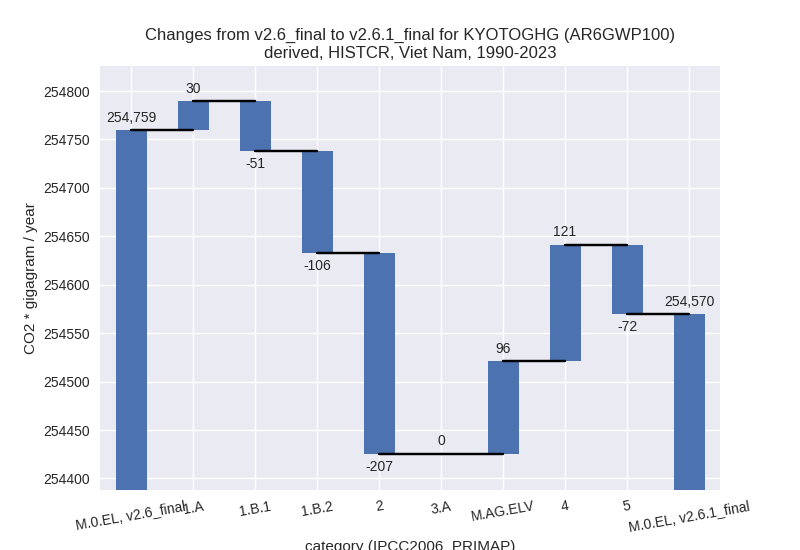 Changes from v2.6_final to v2.6.1_final for KYOTOGHG (AR6GWP100)
derived, HISTCR, Viet Nam, 1990-2023
CO2 * gigagram / year
254800
254750
254700
254650
254600
254550
254500
254450
254400
254,759
30
-51
-106
-207
0
96
121
-72
254,570
M.0.EL, v2.6_final
1.A
1.B.1
1.B.2
2
3.A
M.AG.ELV
4
5
M.0.EL, v2.6.1_final
category (IPCC2006_PRIMAP)